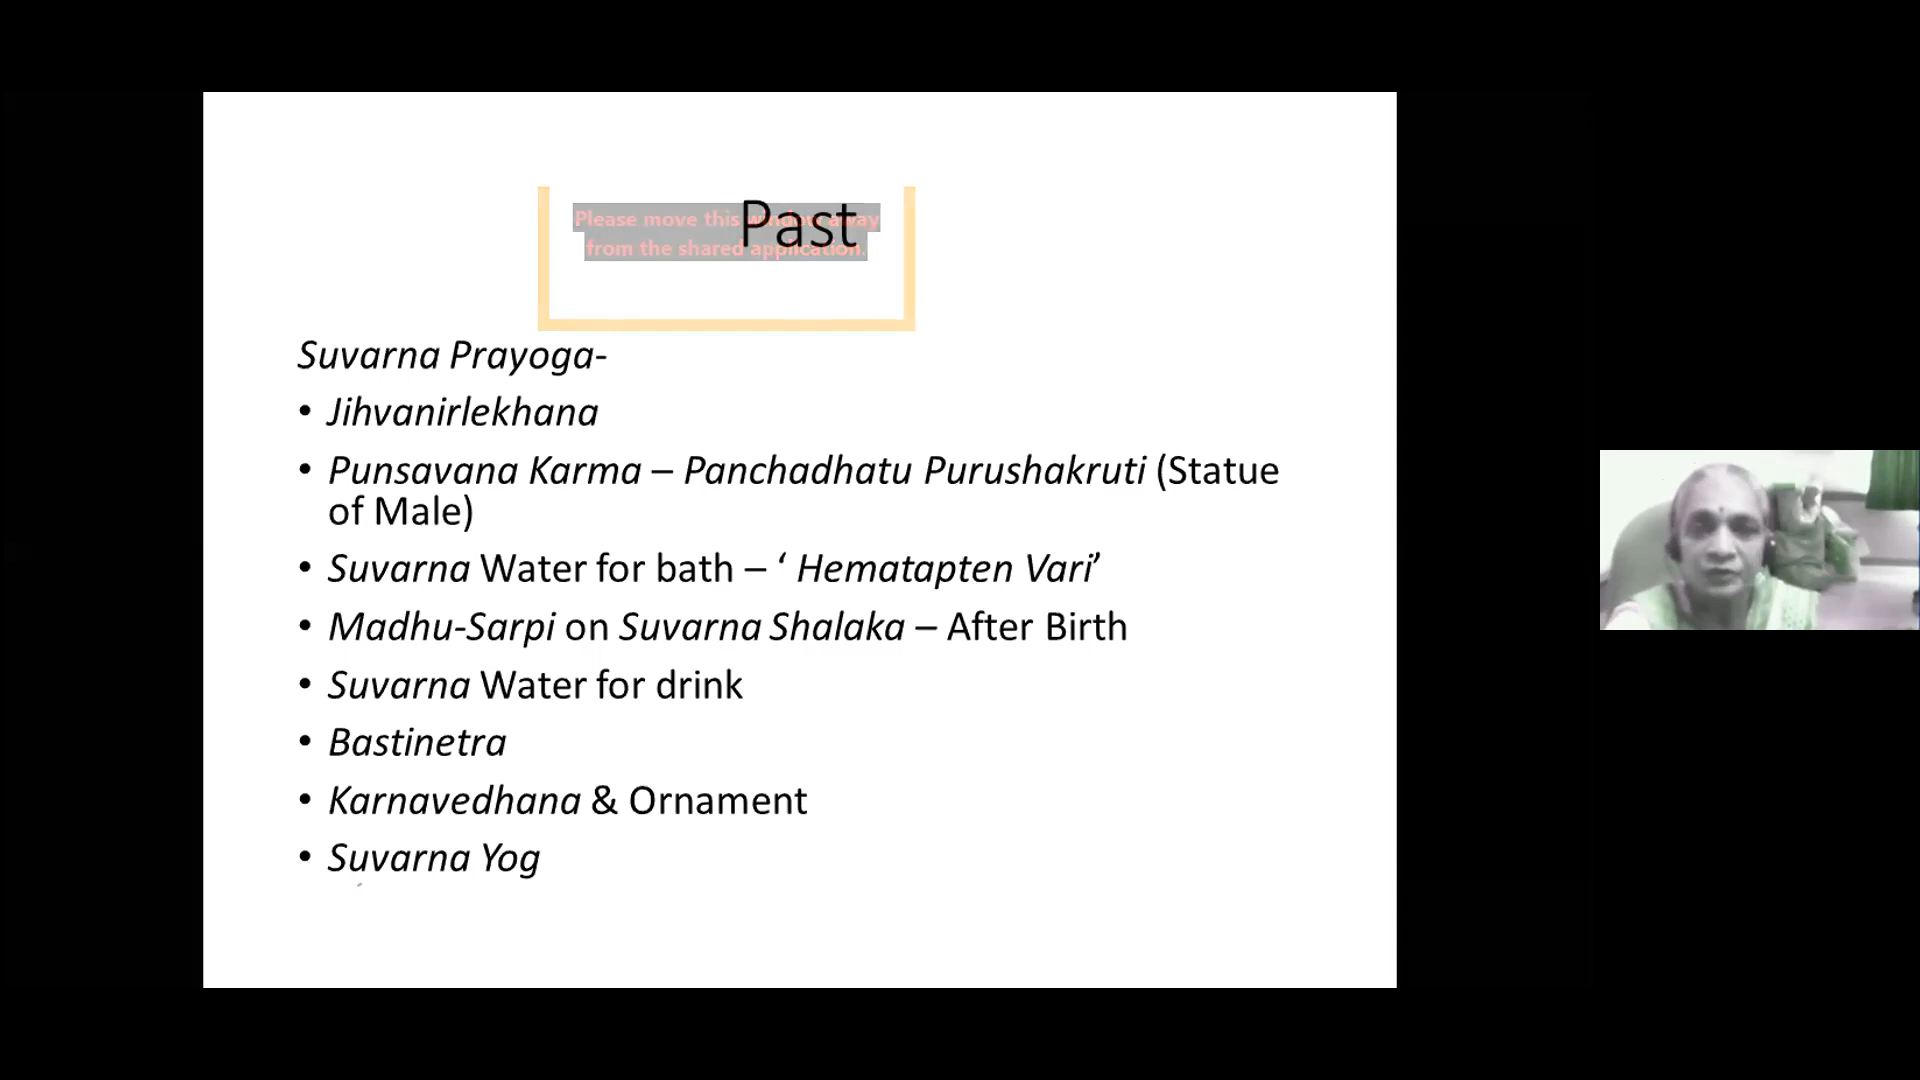 Past
Please move this window away
from the shared application.
Suvarna Prayoga-
• Jihvanirlekhana
• Punsavana Karma – Panchadhatu Purushakruti (Statue
of Male)
• Suvarna Water for bath – ‘ Hematapten Vari’
• Madhu-Sarpi on Suvarna Shalaka – After Birth
• Suvarna Water for drink
• Bastinetra
• Karnavedhana & Ornament
• Suvarna Yog